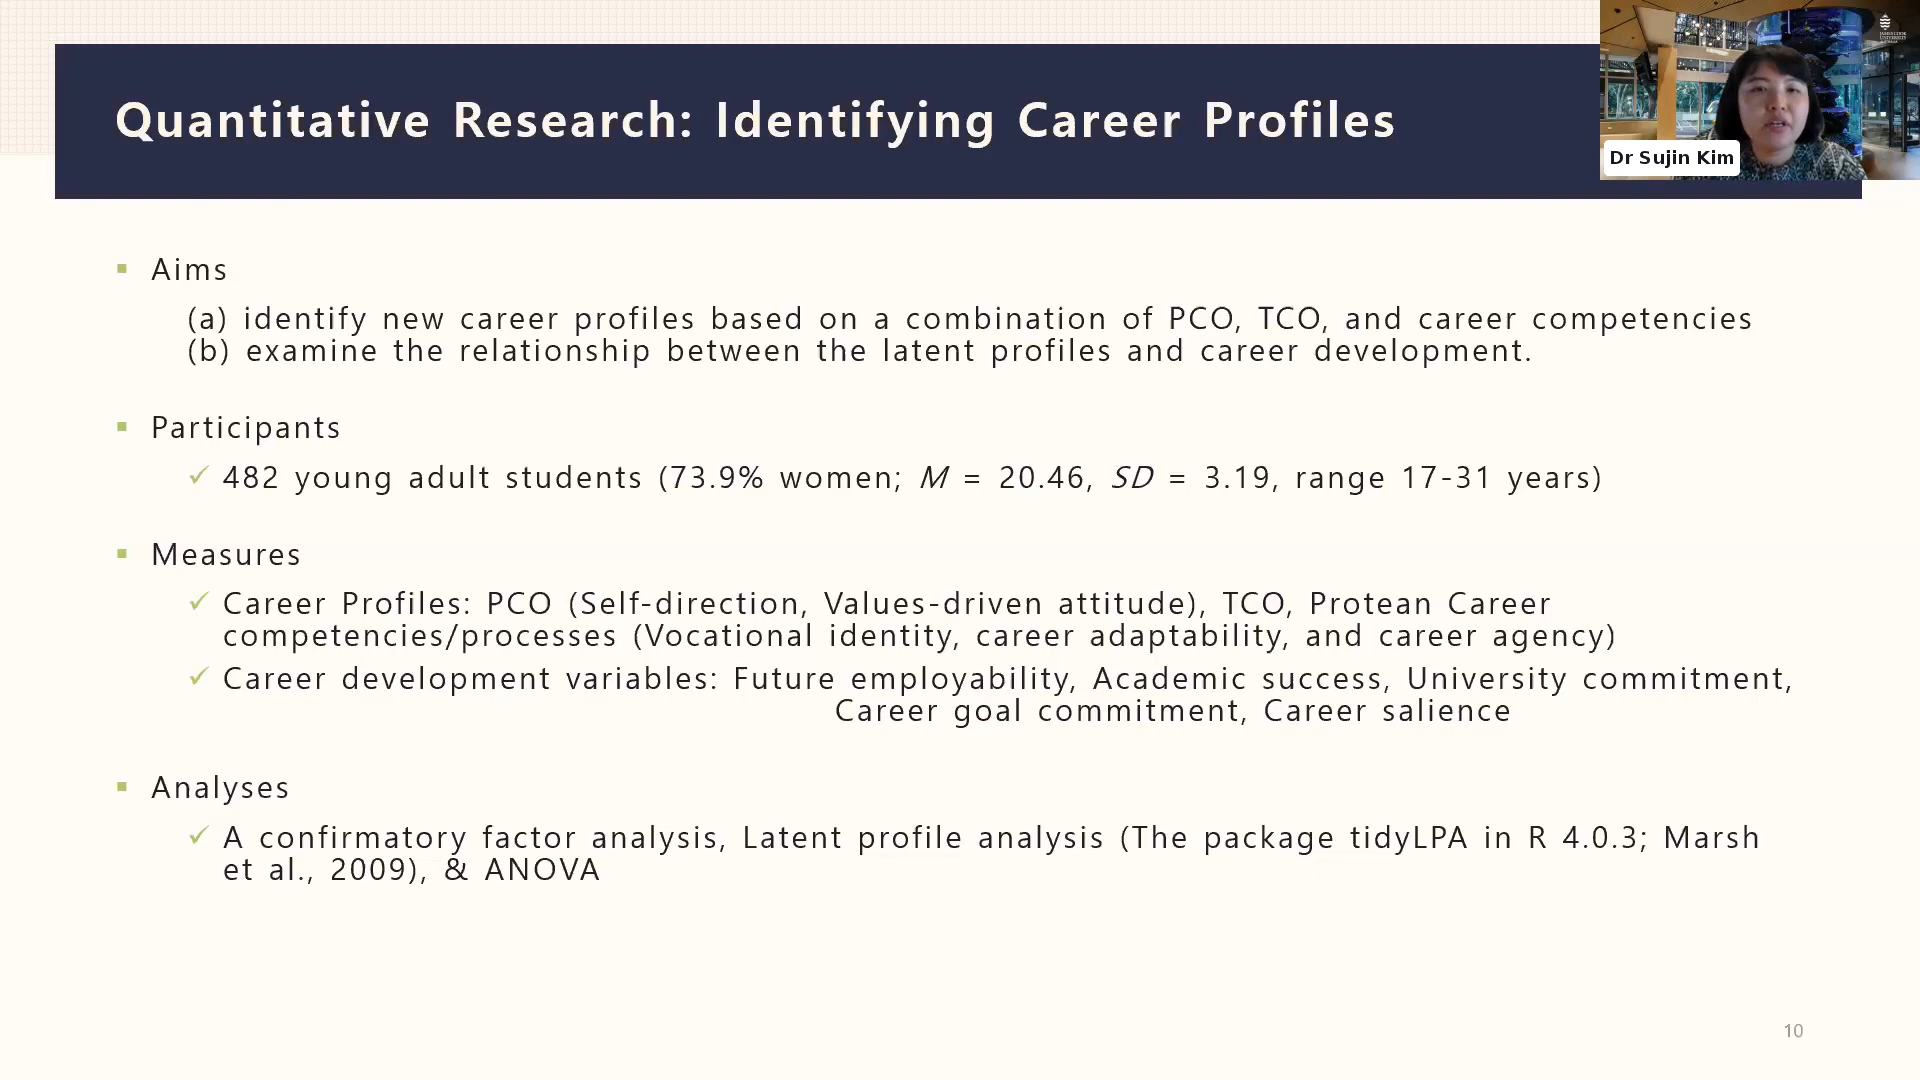 Quantitative Research: Identifying Career Profiles
Dr Sujin Kim
Aims
(a) identify new career profiles based on a combination of PCO, TCO, and career competencies
(b) examine the relationship between the latent profiles and career development.
Participants
482 young adult students (73.9% women; M = 20.46, SD = 3.19, range 17-31 years)
Measures
Career Profiles: PCO (Self-direction, Values-driven attitude), TCO, Protean Career
competencies/processes (Vocational identity, career adaptability, and career agency)
Career development variables: Future employability, Academic success, University commitment,
Career goal commitment, Career salience
Analyses
A confirmatory factor analysis, Latent profile analysis (The package tidyLPA in R 4.0.3; Marsh
et al., 2009), & ANOVA
10